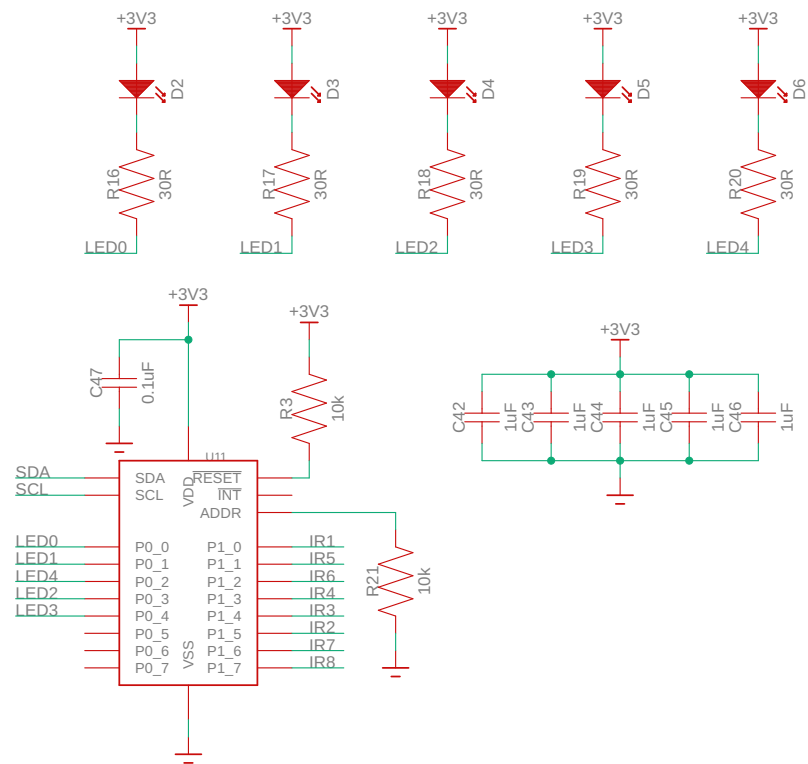 +3V3 +3V3 +3V3 +3V3 +3V3
D2 D3 D4 D5 D6
R16 30R R17 30R R18 30R R19 30R R20 30R
LED0 LED1 LED2 LED3 LED4
+3V3
+3V3
+3V3
C47 0.1uF
R3 10k
C42 1uF C43 1uF C44 1uF C45 1uF C46 1uF
U11
SDA SDA RESET
SCL SCL VDD INT
ADDR
LED0 P0_0 P1_0 IR1
LED1 P0_1 P1_1 IR5
LED4 P0_2 P1_2 IR6
LED2 P0_3 P1_3 IR4
LED3 P0_4 P1_4 IR3
P0_5 P1_5 IR2
P0_6 VSS P1_6 IR7
P0_7 P1_7 IR8
R21 10k